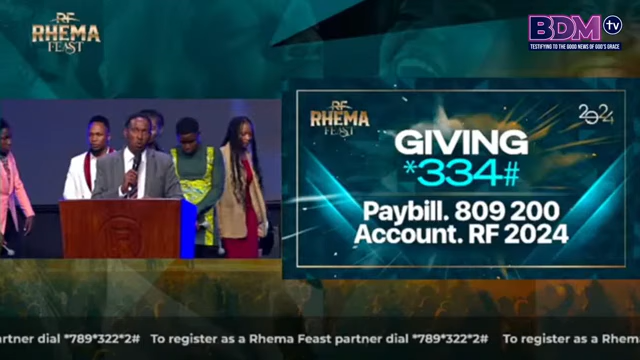 RF
RHEMA
FEAST
BDM tv
TESTIFYING TO THE GOOD NEWS OF GOD'S GRACE
RF
RHEMA
FEAST
2024
GIVING
*334#
Paybill. 809 200
Account. RF 2024
artner dial *789*322*2# To register as a Rhema Feast partner dial *789*322*2# To register as a Rhem